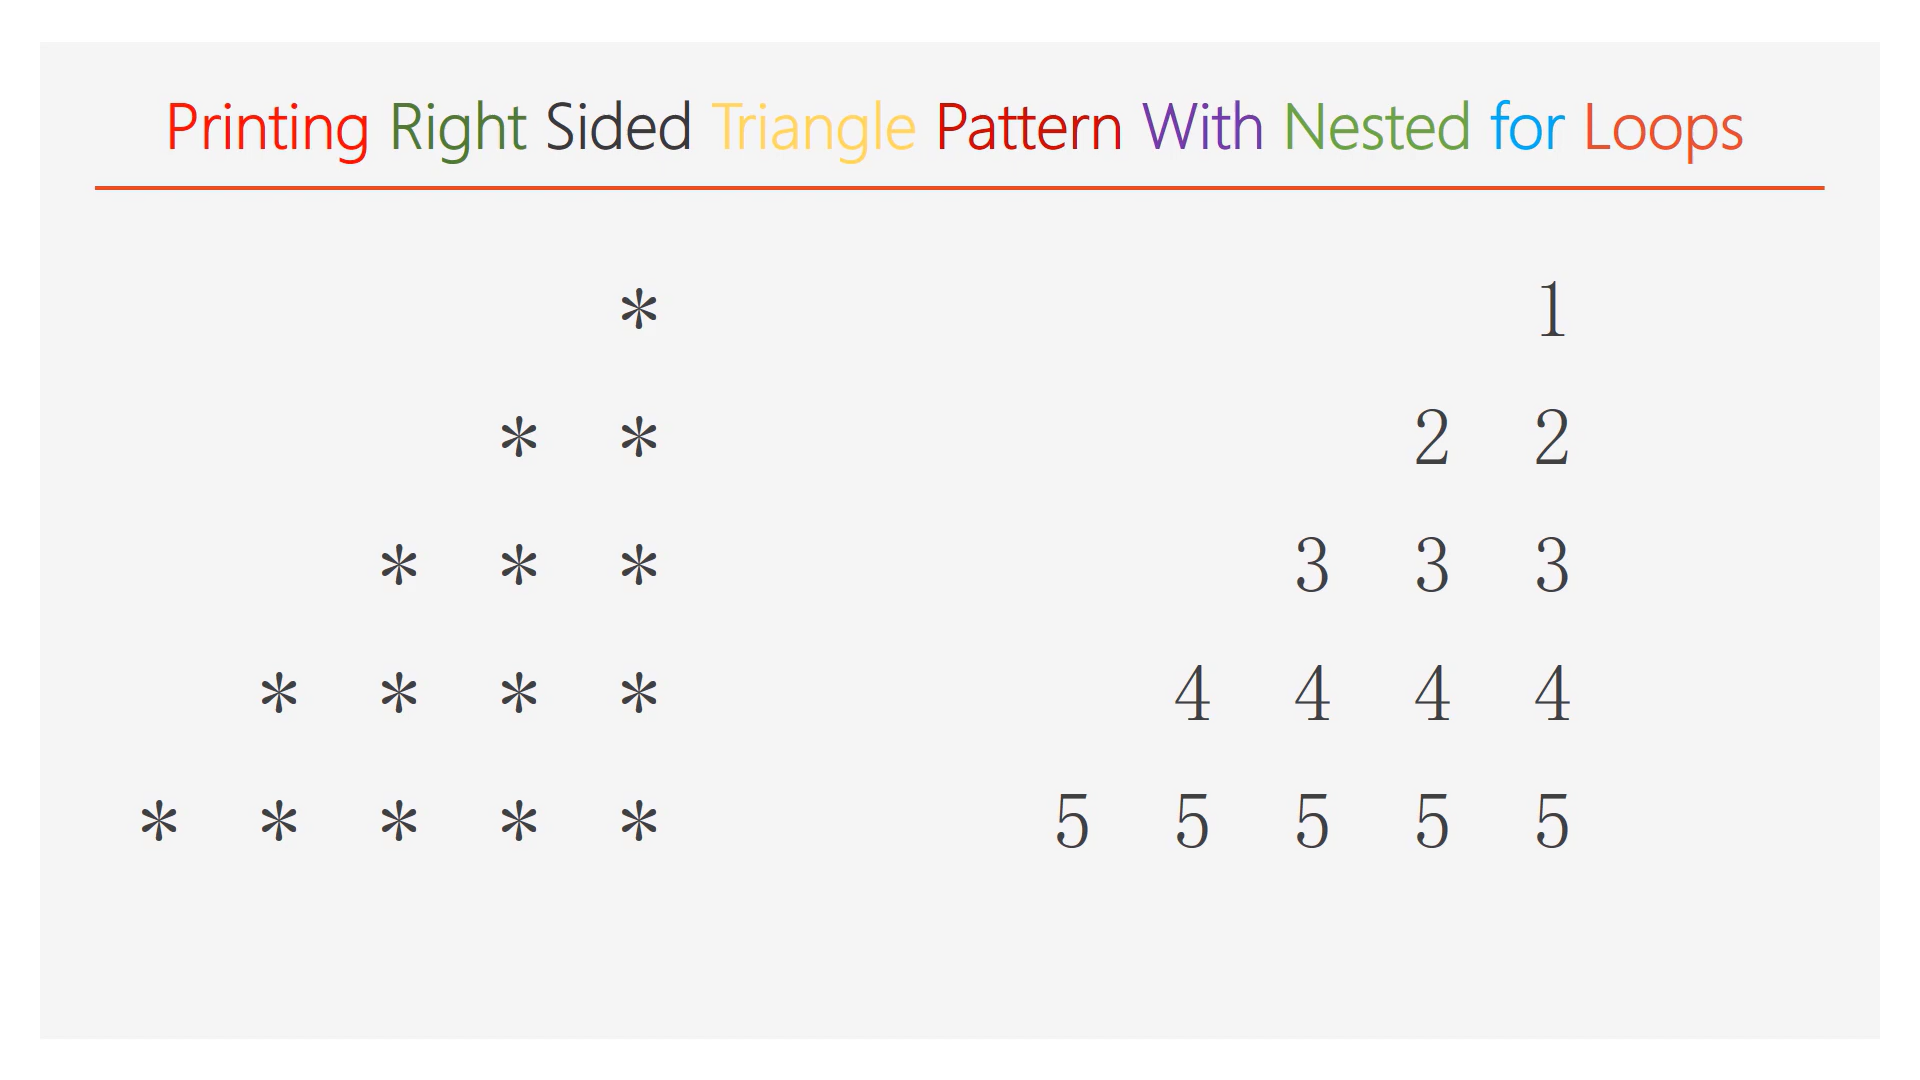 Printing Right Sided Triangle Pattern With Nested for Loops
* 1
* * 2 2
* * * 3 3 3
* * * * 4 4 4 4
* * * * * 5 5 5 5 5